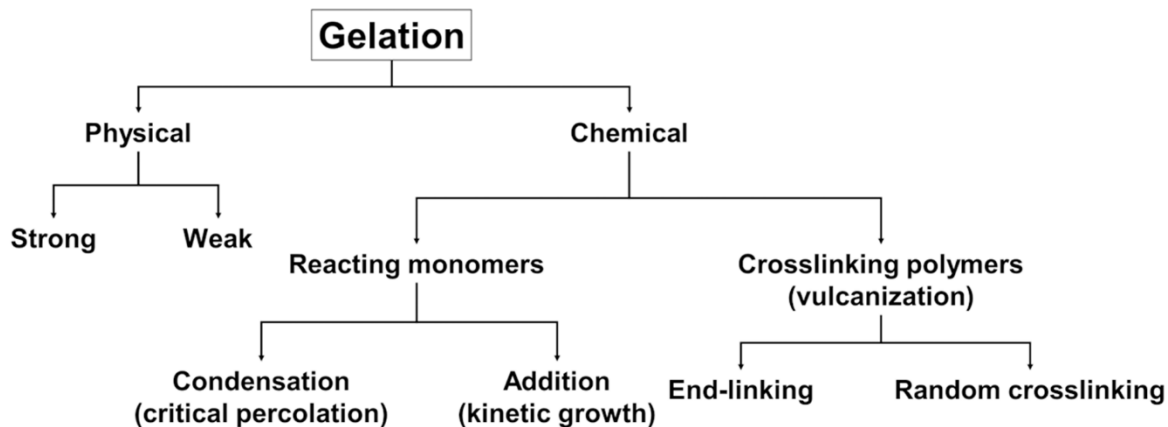 Gelation
Physical
Chemical
Strong
Weak
Reacting monomers
Crosslinking polymers
(vulcanization)
Condensation
(critical percolation)
Addition
(kinetic growth)
End-linking
Random crosslinking